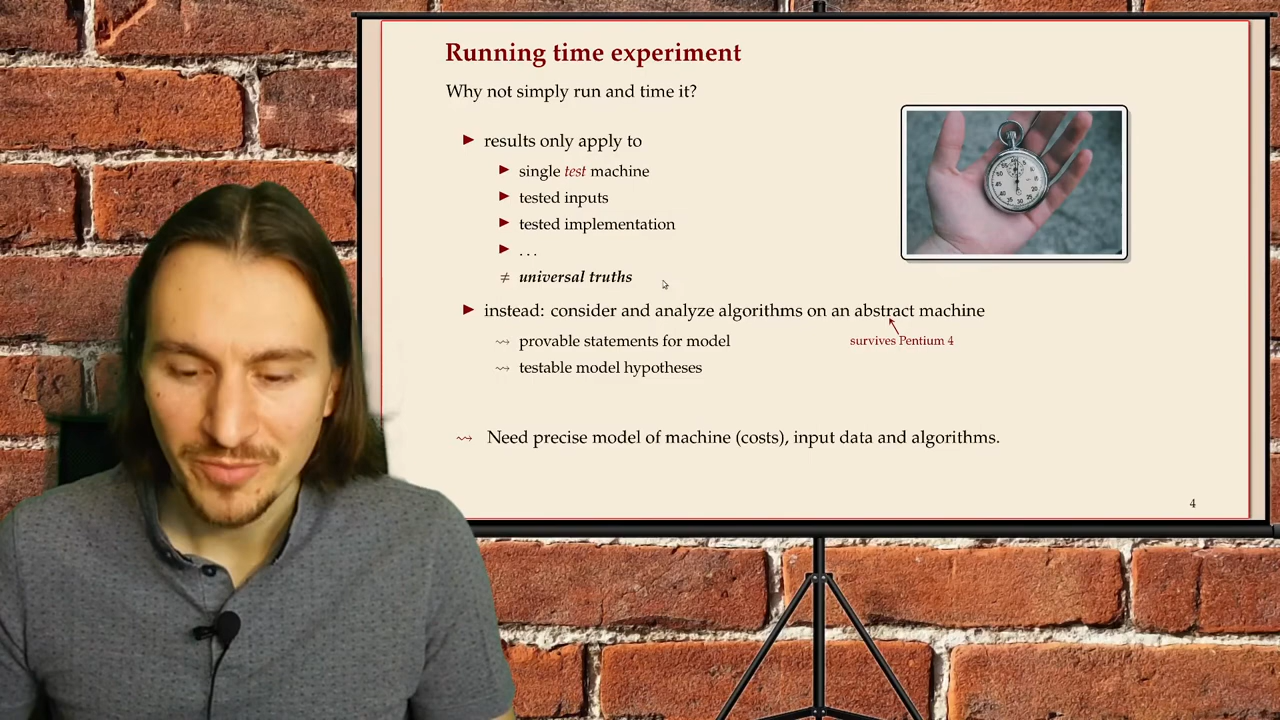 Running time experiment
Why not simply run and time it?
► results only apply to
► single test machine
► tested inputs
► tested implementation
► . . .
≠ universal truths
► instead: consider and analyze algorithms on an abstract machine
survives Pentium 4
⇝ provable statements for model
⇝ testable model hypotheses
⇝ Need precise model of machine (costs), input data and algorithms.
4